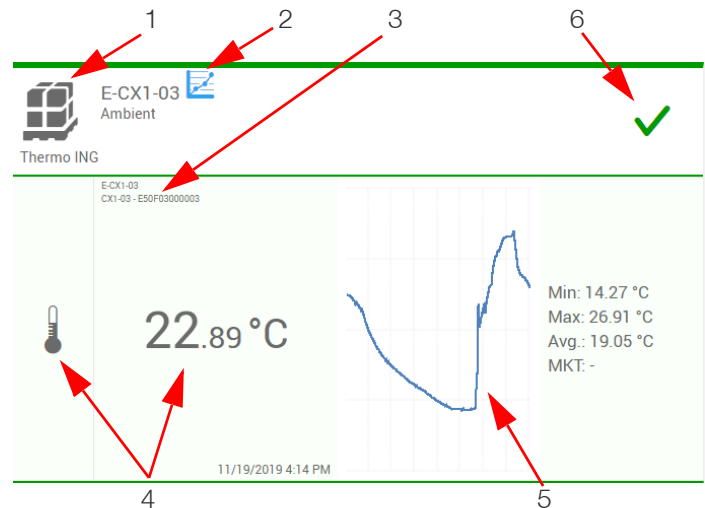 1
2
3
6
E-CX1-03
Ambient
Thermo ING
E-CX1-03
CX1-03 - E50F03000003
22.89 °C
Min: 14.27 °C
Max: 26.91 °C
Avg.: 19.05 °C
MKT: -
11/19/2019 4:14 PM
4
5